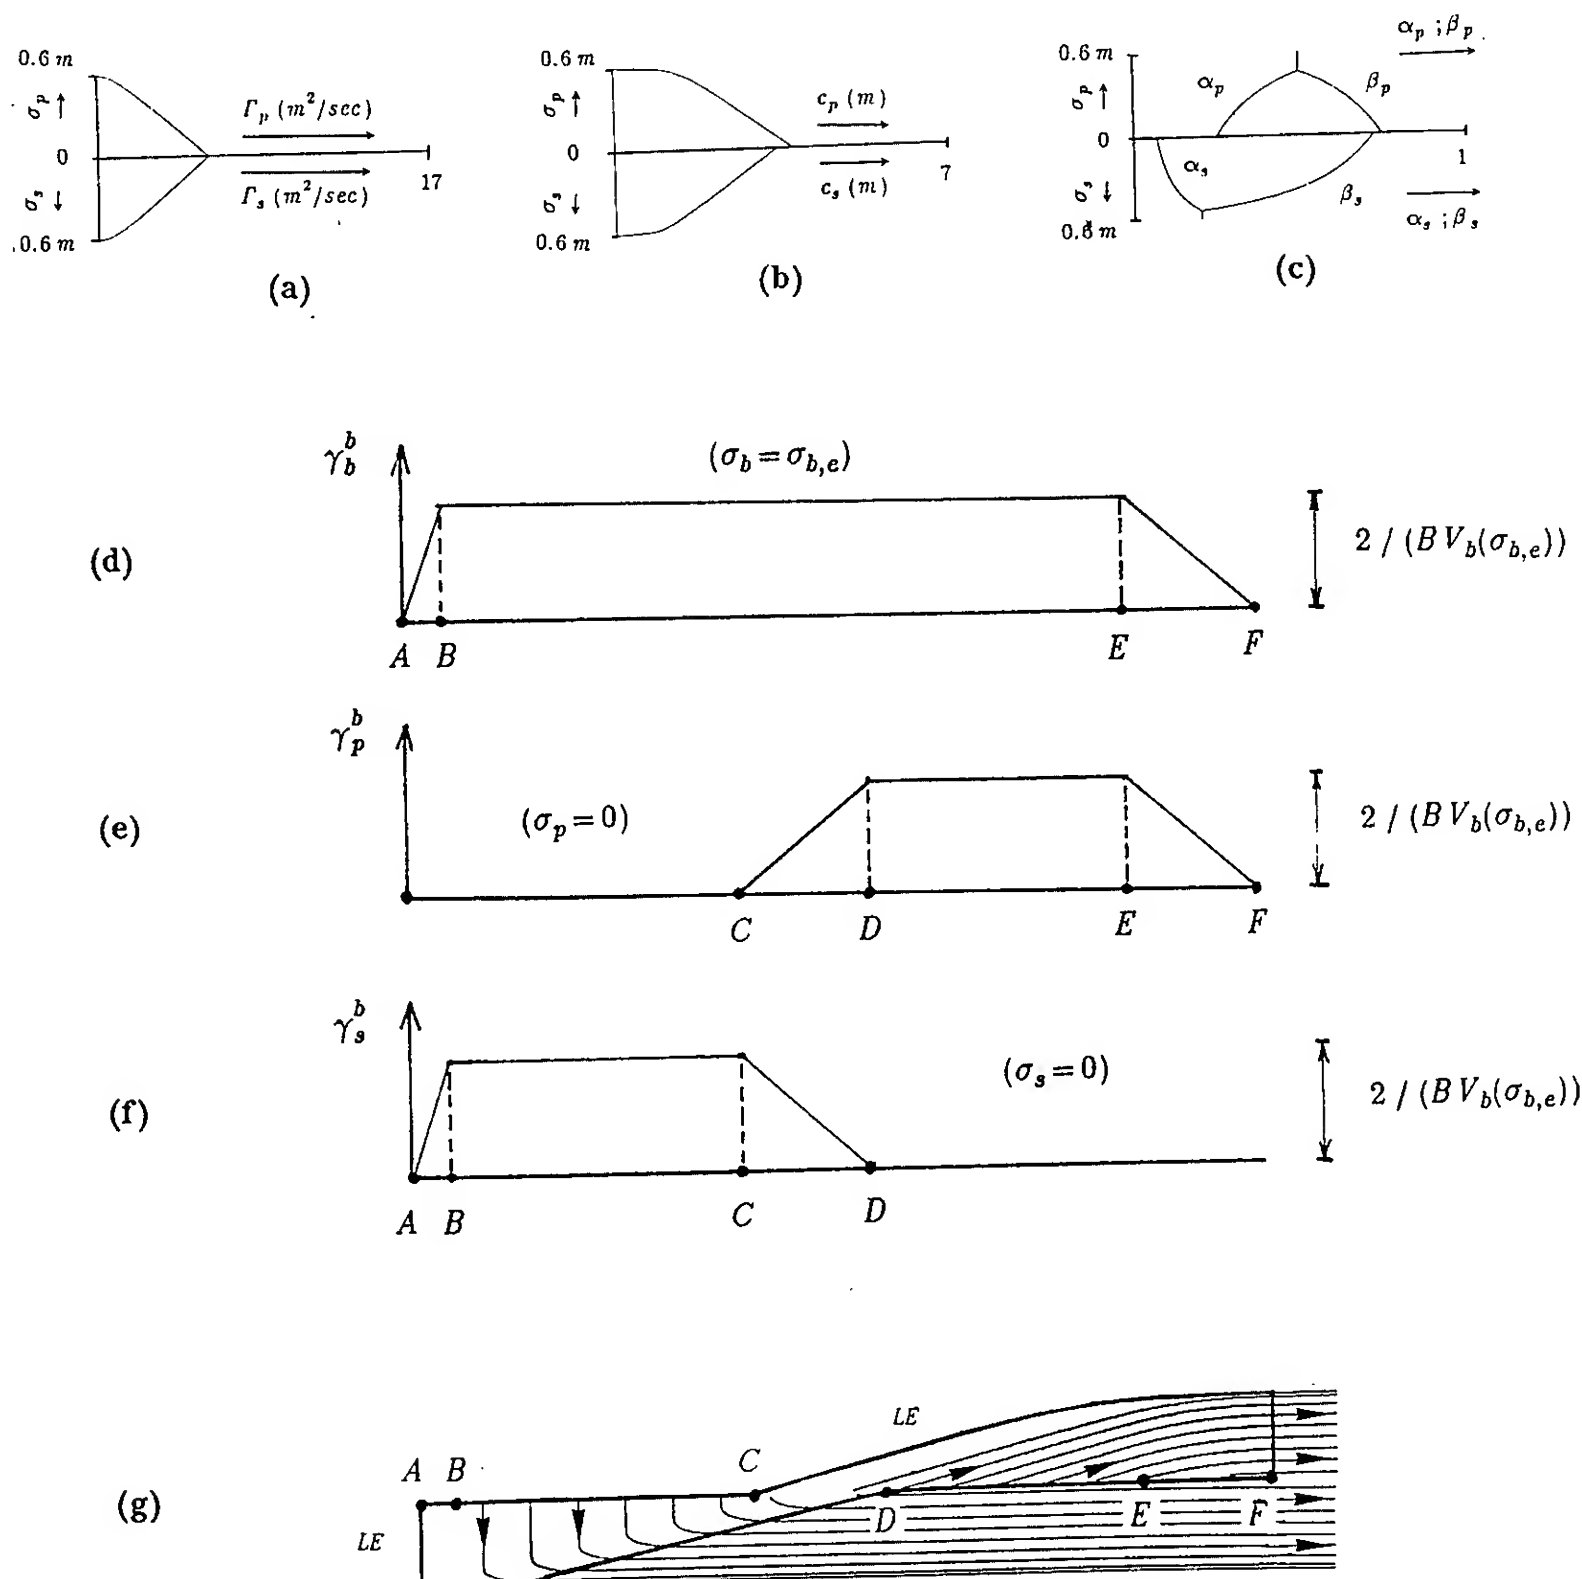 0.6 m
σp ↑
0
σs ↓
0.6 m
Γp (m²/sec)
Γs (m²/sec)
17
(a)
0.6 m
σp ↑
0
σs ↓
0.6 m
cp (m)
cs (m)
7
(b)
0.6 m
σp ↑
0
σs ↓
0.6 m
αp ; βp
αp
βp
αs
βs
1
αs ; βs
(c)
(d)
γ_b^b
(σb = σb,e)
2 / (B Vb(σb,e))
A B E F
(e)
γ_p^b
(σp = 0)
2 / (B Vb(σb,e))
C D E F
(f)
γ_s^b
(σs = 0)
2 / (B Vb(σb,e))
A B C D
(g)
LE
A B C
D E F
LE